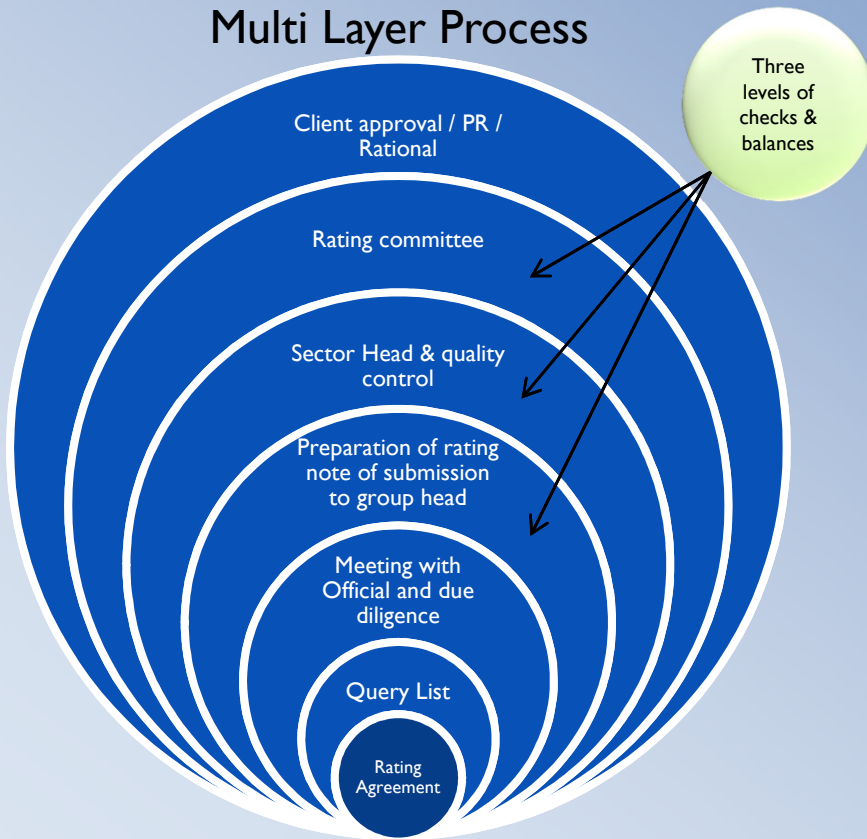 Multi Layer Process
Three
levels of
checks &
balances
Client approval / PR /
Rational
Rating committee
Sector Head & quality
control
Preparation of rating
note of submission
to group head
Meeting with
Official and due
diligence
Query List
Rating
Agreement